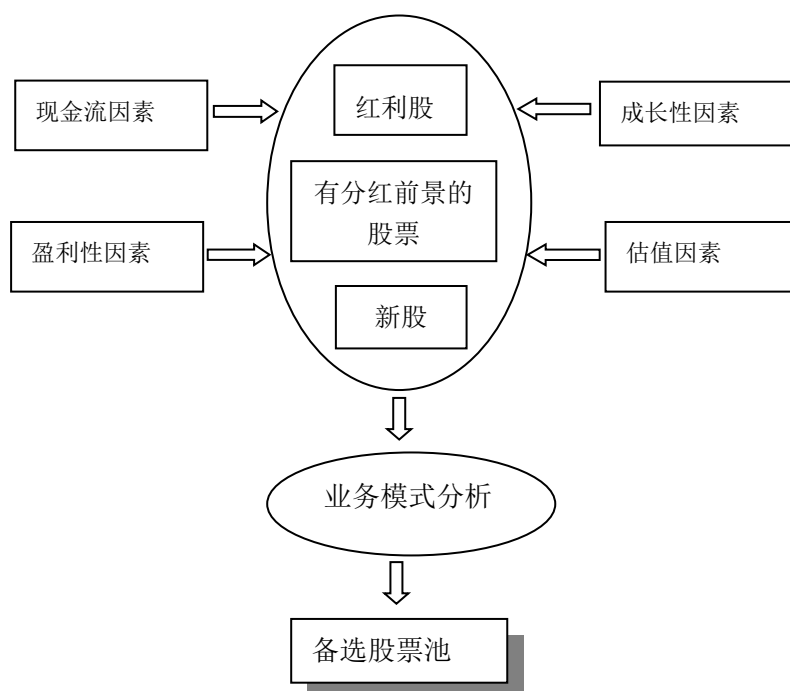 红利股
现金流因素
成长性因素
有分红前景的
股票
盈利性因素
估值因素
新股
业务模式分析
备选股票池